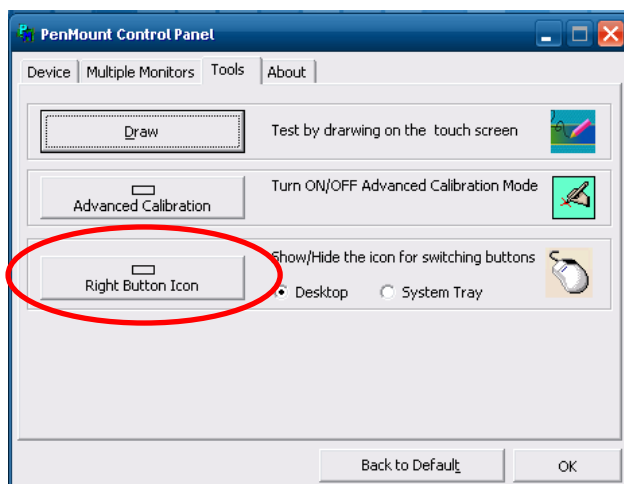 PenMount Control Panel
Device Multiple Monitors Tools About
Draw Test by drarwing on the touch screen
Turn ON/OFF Advanced Calibration Mode
Advanced Calibration
Show/Hide the icon for switching buttons
Right Button Icon Desktop System Tray
Back to Default OK